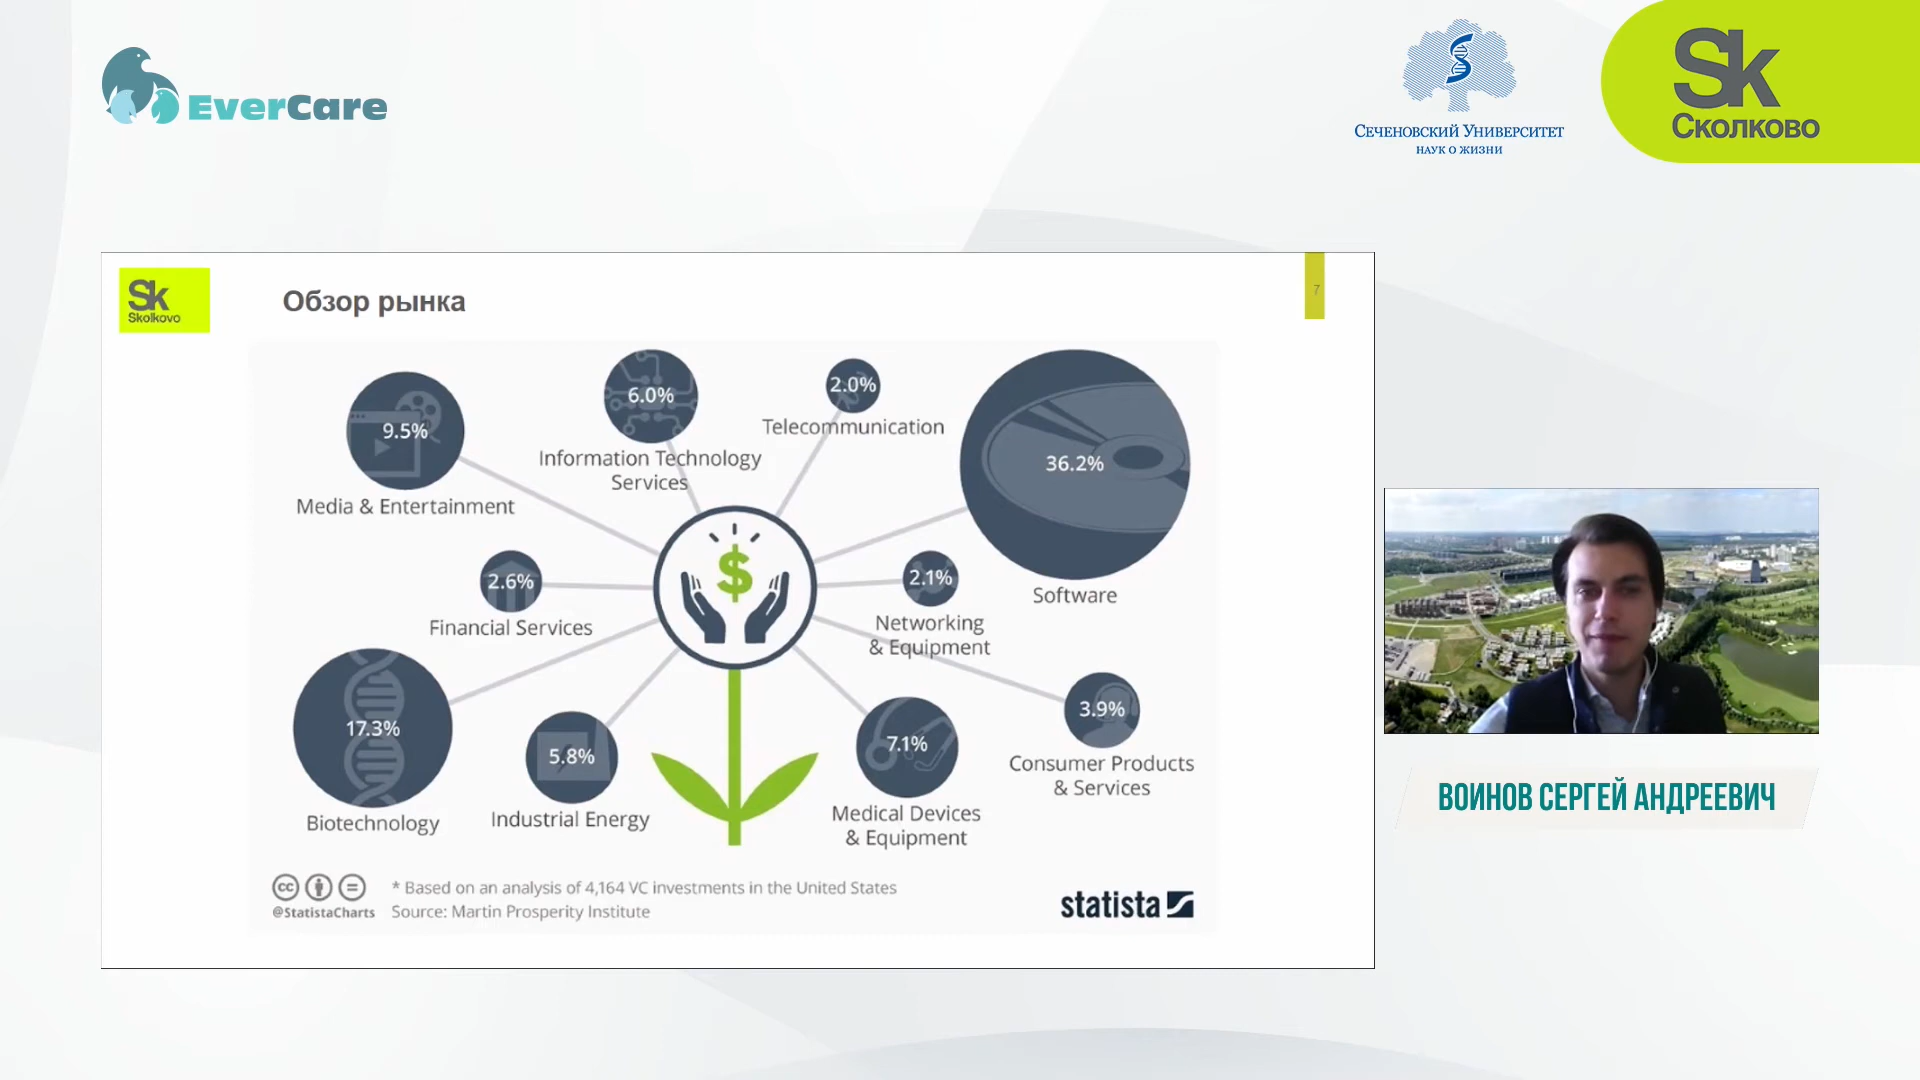 EverCare
Сеченовский Университет
наук о жизни
Sk
Сколково
Sk
Skolkovo
Обзор рынка
7
9.5%
Media & Entertainment
6.0%
Information Technology
Services
2.0%
Telecommunication
36.2%
Software
2.6%
Financial Services
2.1%
Networking
& Equipment
17.3%
Biotechnology
5.8%
Industrial Energy
$
7.1%
Medical Devices
& Equipment
3.9%
Consumer Products
& Services
cc
@StatistaCharts
* Based on an analysis of 4,164 VC investments in the United States
Source: Martin Prosperity Institute
statista
ВОИНОВ СЕРГЕЙ АНДРЕЕВИЧ